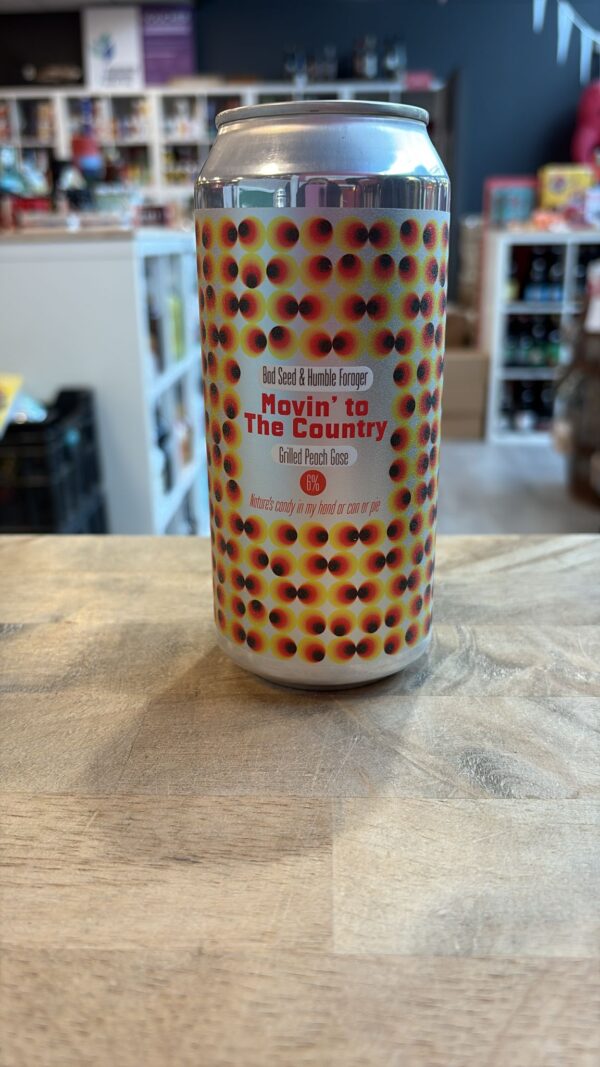 Bad Seed & Humble Forager
Movin' to
The Country
Grilled Peach Gose
6%
Nature's candy in my hand or can or pie